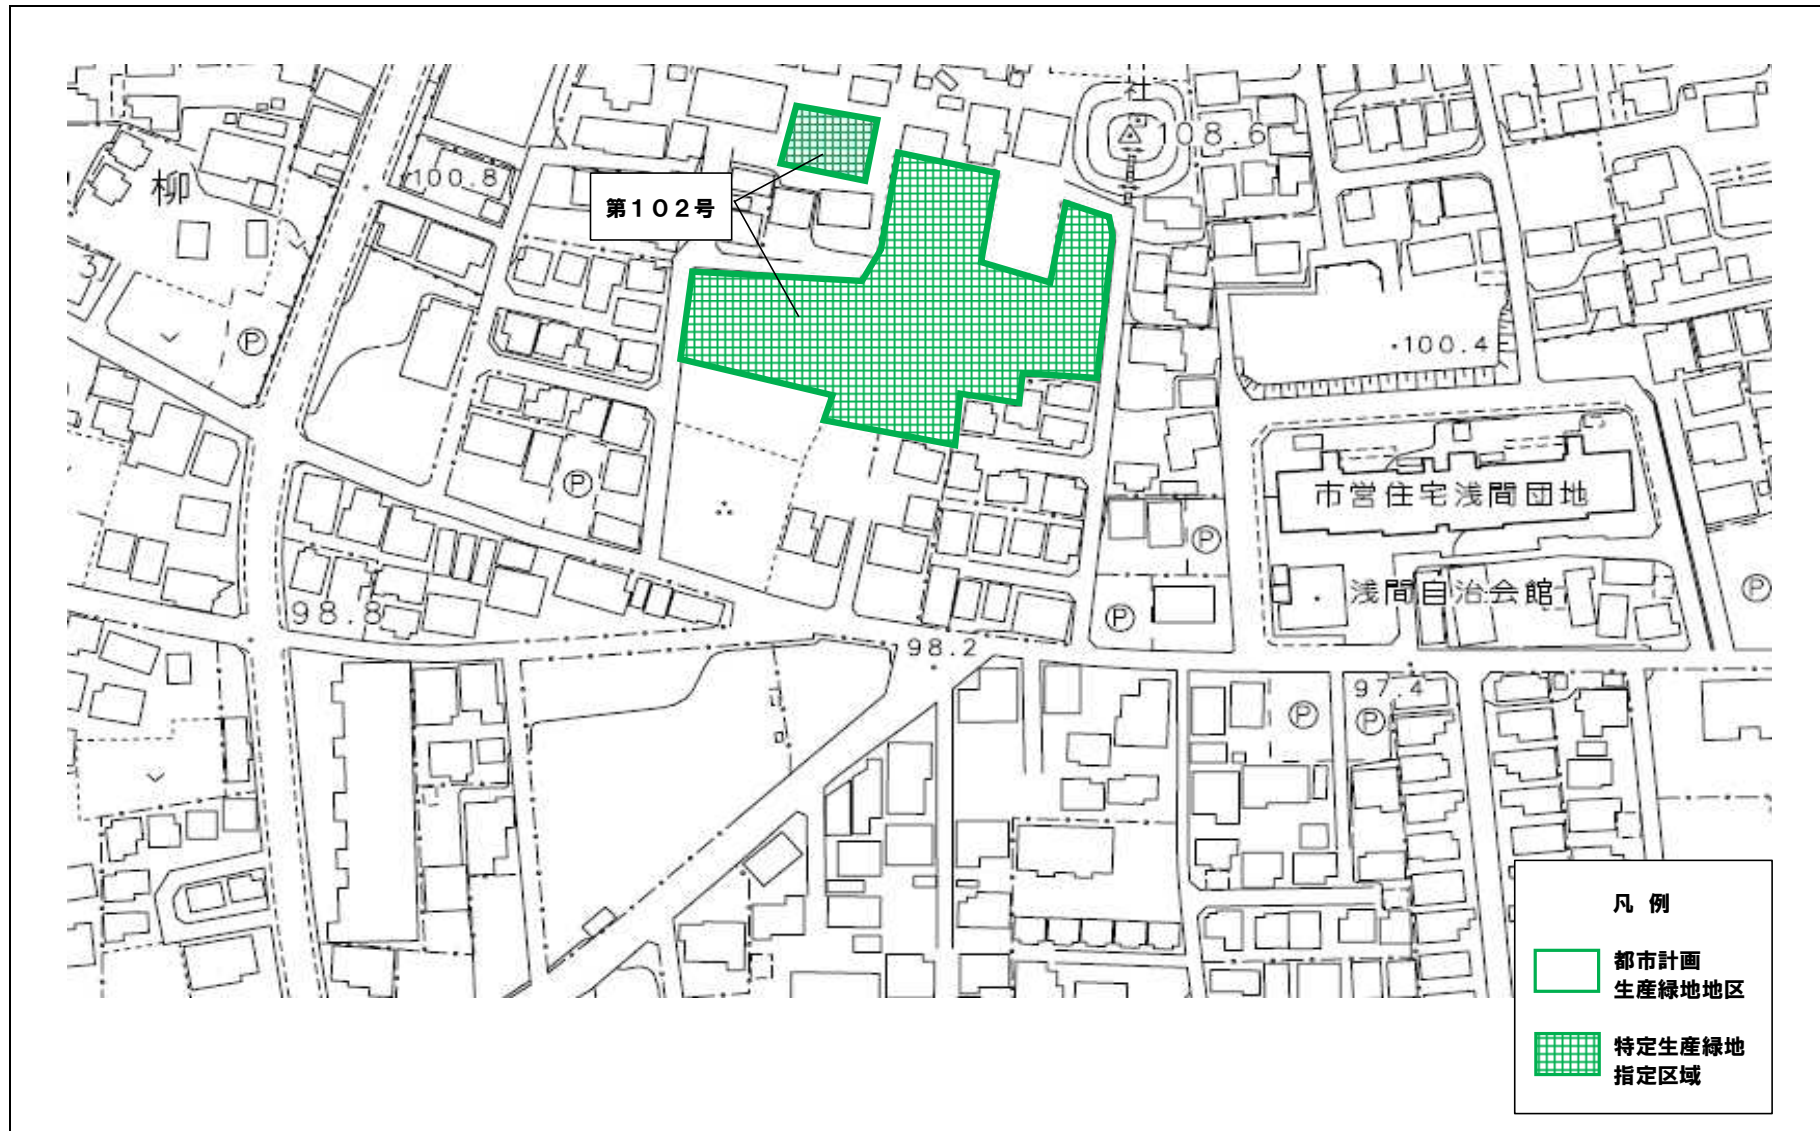 社
108.6
柳
100.8
第102号
3
Ⓟ
・100.4
Ⓟ
市営住宅浅間団地
Ⓟ
浅間自治会館
Ⓟ
98.8
Ⓟ
98.2
97.4
Ⓟ
Ⓟ
凡 例
都市計画
生産緑地地区
特定生産緑地
指定区域